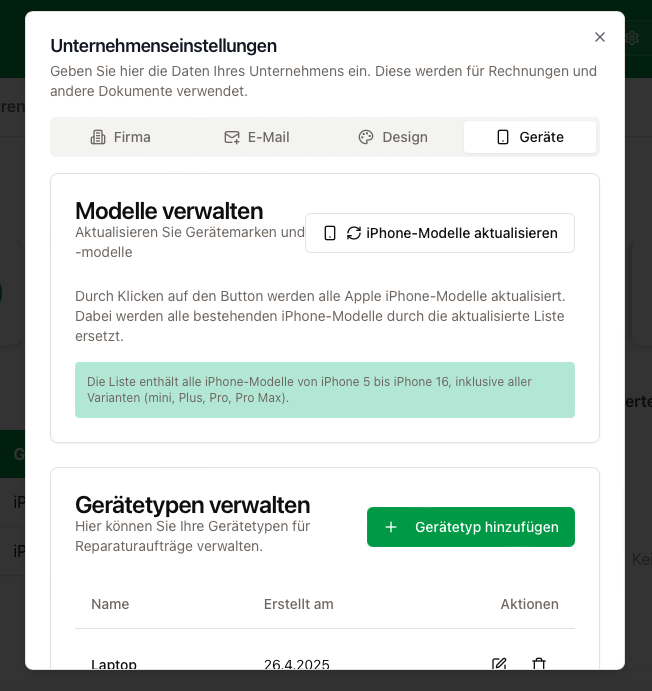 Unternehmenseinstellungen
Geben Sie hier die Daten Ihres Unternehmens ein. Diese werden für Rechnungen und
andere Dokumente verwendet.
Firma
E-Mail
Design
Geräte
Modelle verwalten
Aktualisieren Sie Gerätemarken und
-modelle
iPhone-Modelle aktualisieren
Durch Klicken auf den Button werden alle Apple iPhone-Modelle aktualisiert.
Dabei werden alle bestehenden iPhone-Modelle durch die aktualisierte Liste
ersetzt.
Die Liste enthält alle iPhone-Modelle von iPhone 5 bis iPhone 16, inklusive aller
Varianten (mini, Plus, Pro, Pro Max).
Gerätetypen verwalten
Hier können Sie Ihre Gerätetypen für
Reparaturaufträge verwalten.
Gerätetyp hinzufügen
Name Erstellt am Aktionen
Laptop 26.4.2025